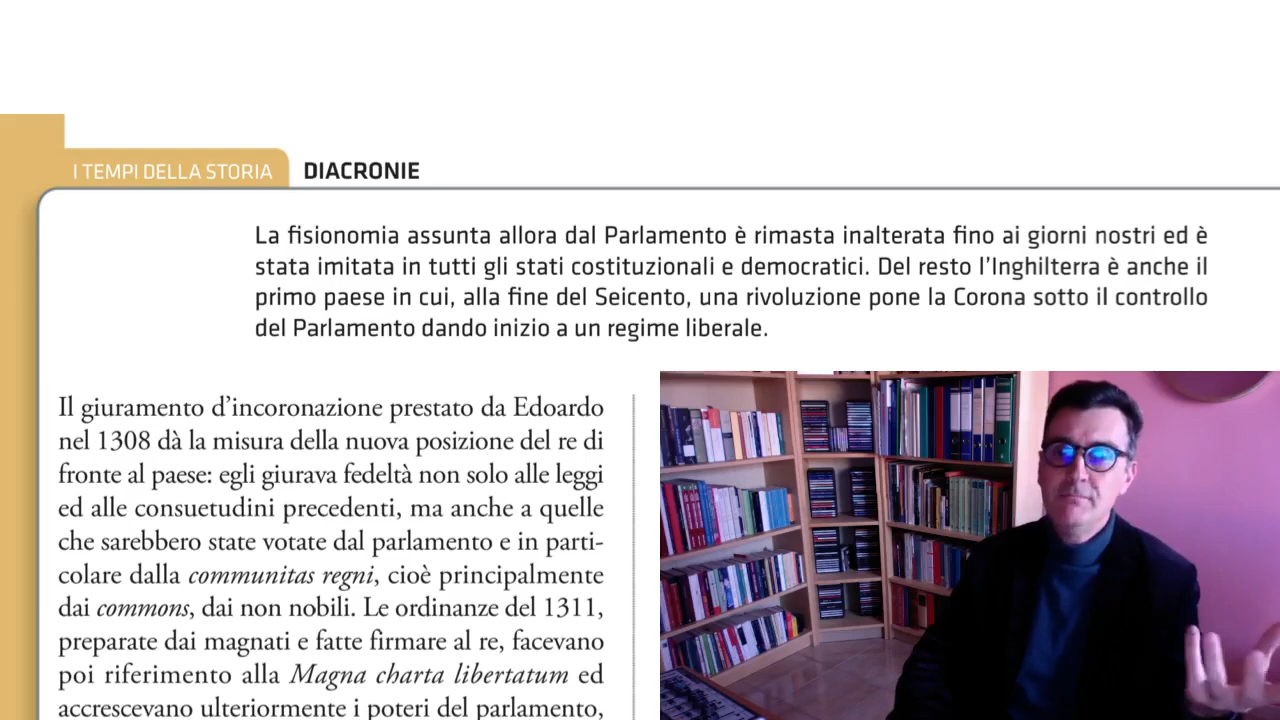 I TEMPI DELLA STORIA DIACRONIE
La fisionomia assunta allora dal Parlamento è rimasta inalterata fino ai giorni nostri ed è
stata imitata in tutti gli stati costituzionali e democratici. Del resto l'Inghilterra è anche il
primo paese in cui, alla fine del Seicento, una rivoluzione pone la Corona sotto il controllo
del Parlamento dando inizio a un regime liberale.
Il giuramento d'incoronazione prestato da Edoardo
nel 1308 dà la misura della nuova posizione del re di
fronte al paese: egli giurava fedeltà non solo alle leggi
ed alle consuetudini precedenti, ma anche a quelle
che sarebbero state votate dal parlamento e in parti-
colare dalla communitas regni, cioè principalmente
dai commons, dai non nobili. Le ordinanze del 1311,
preparate dai magnati e fatte firmare al re, facevano
poi riferimento alla Magna charta libertatum ed
accrescevano ulteriormente i poteri del parlamento,